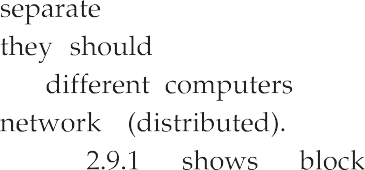 separate
they should
different computers
network (distributed).
2.9.1 shows block